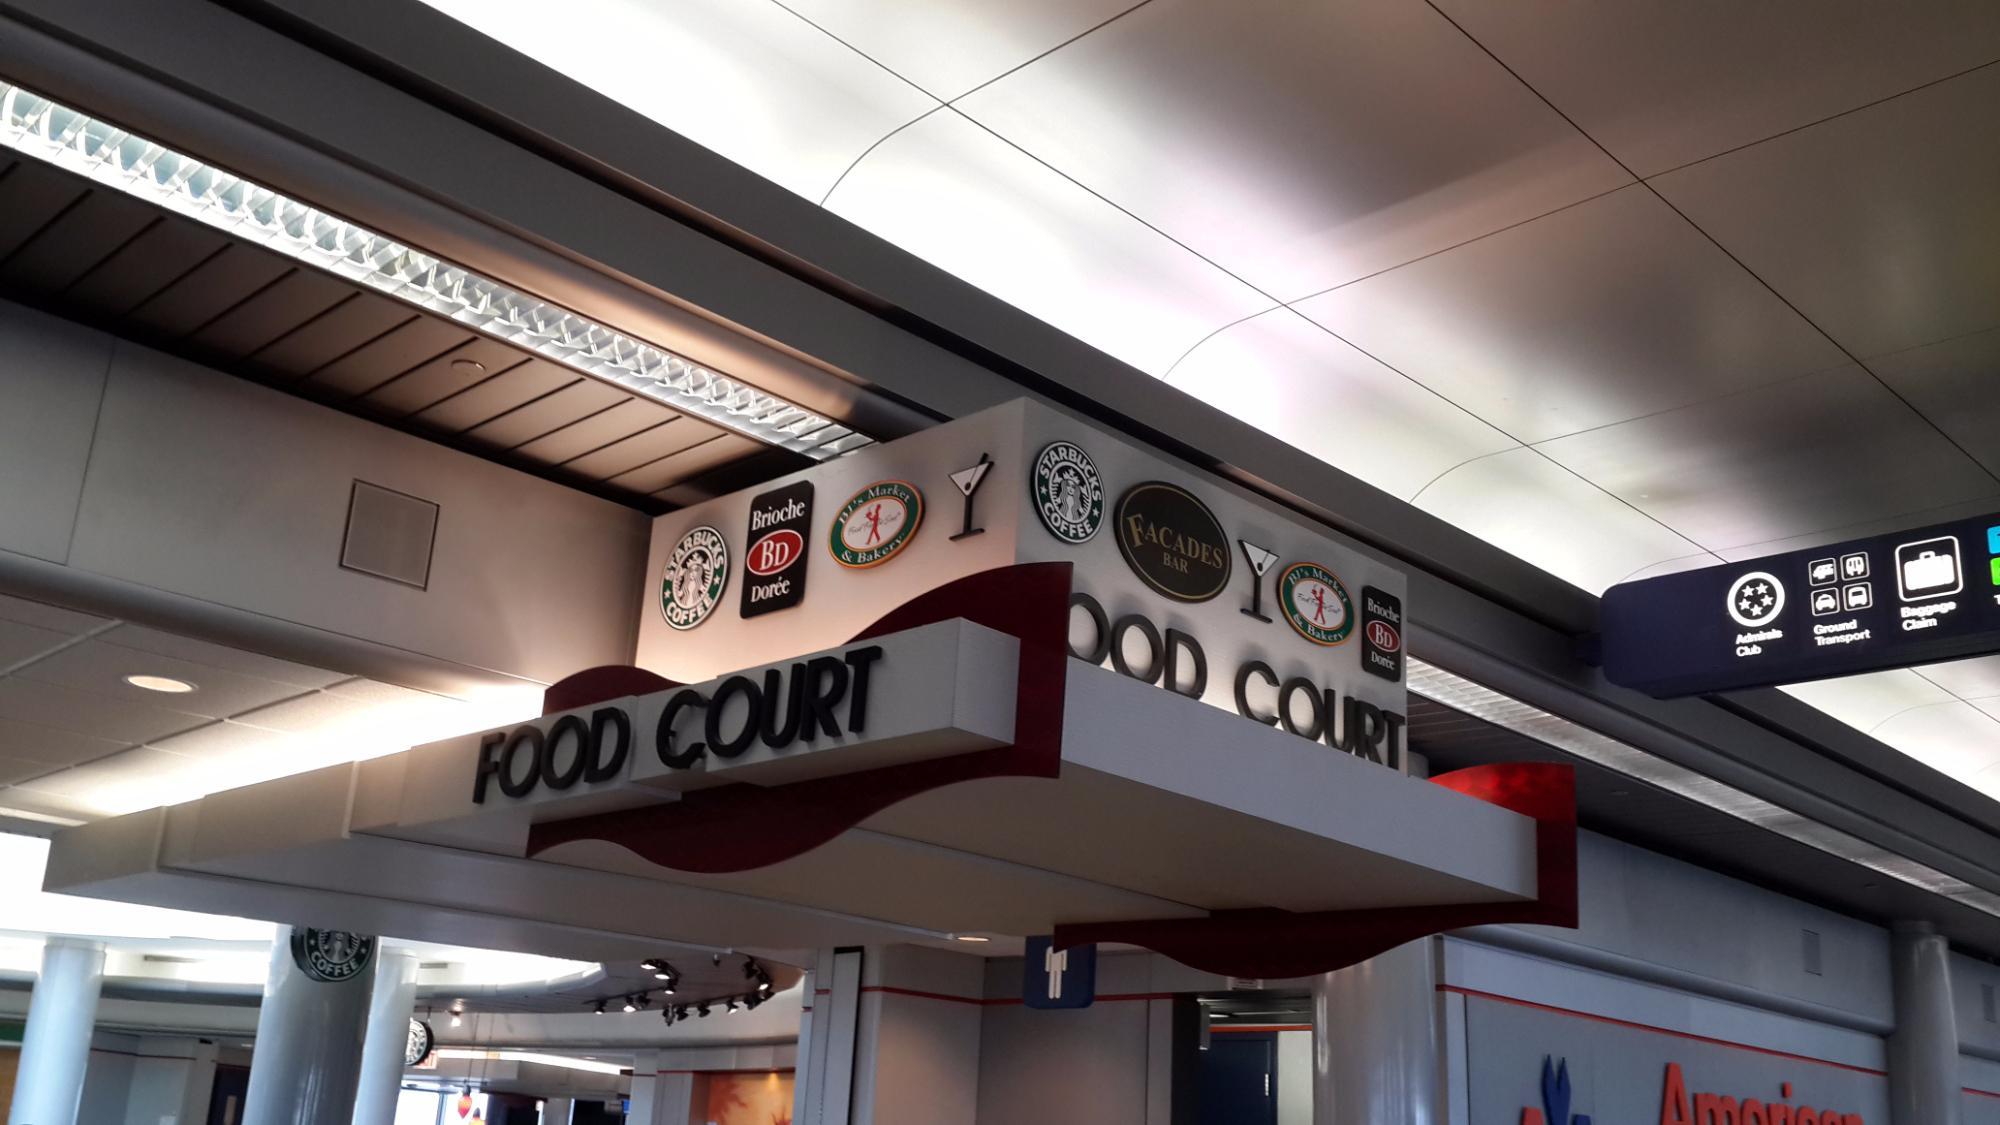 STARBUCKS
COFFEE
Brioche
BD
Dorée
BJ's Market
& Bakery
STARBUCKS
COFFEE
FACADES
BAR
BJ's Market
& Bakery
Brioche
BD
Dorée
FOOD COURT
OOD COURT
Admirals
Club
Ground
Transport
Baggage
Claim
COFFEE
American